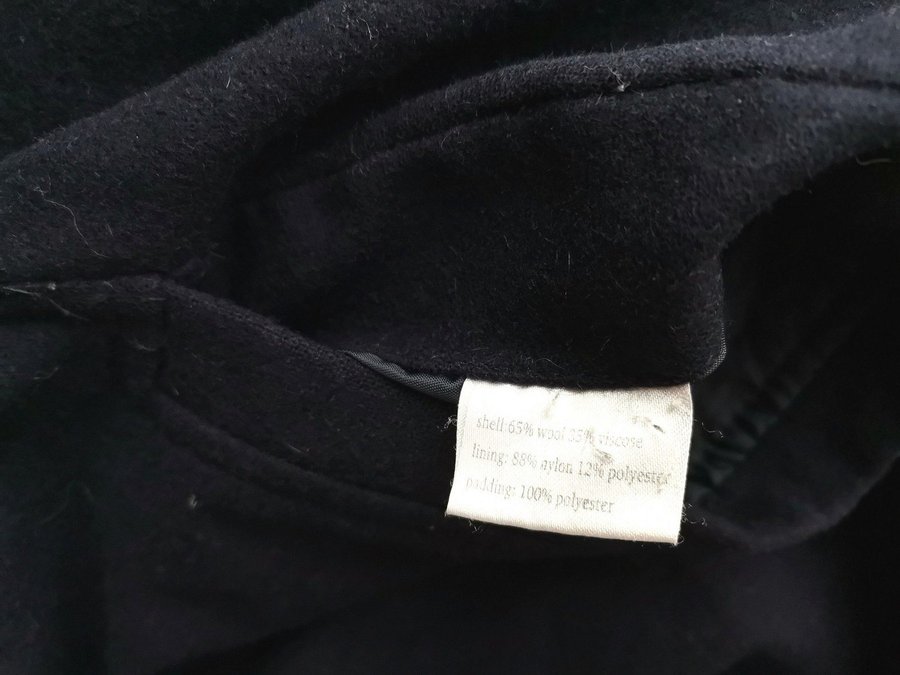 shell:65% wool 35% viscose
lining: 88% nylon 12% polyester
padding: 100% polyester